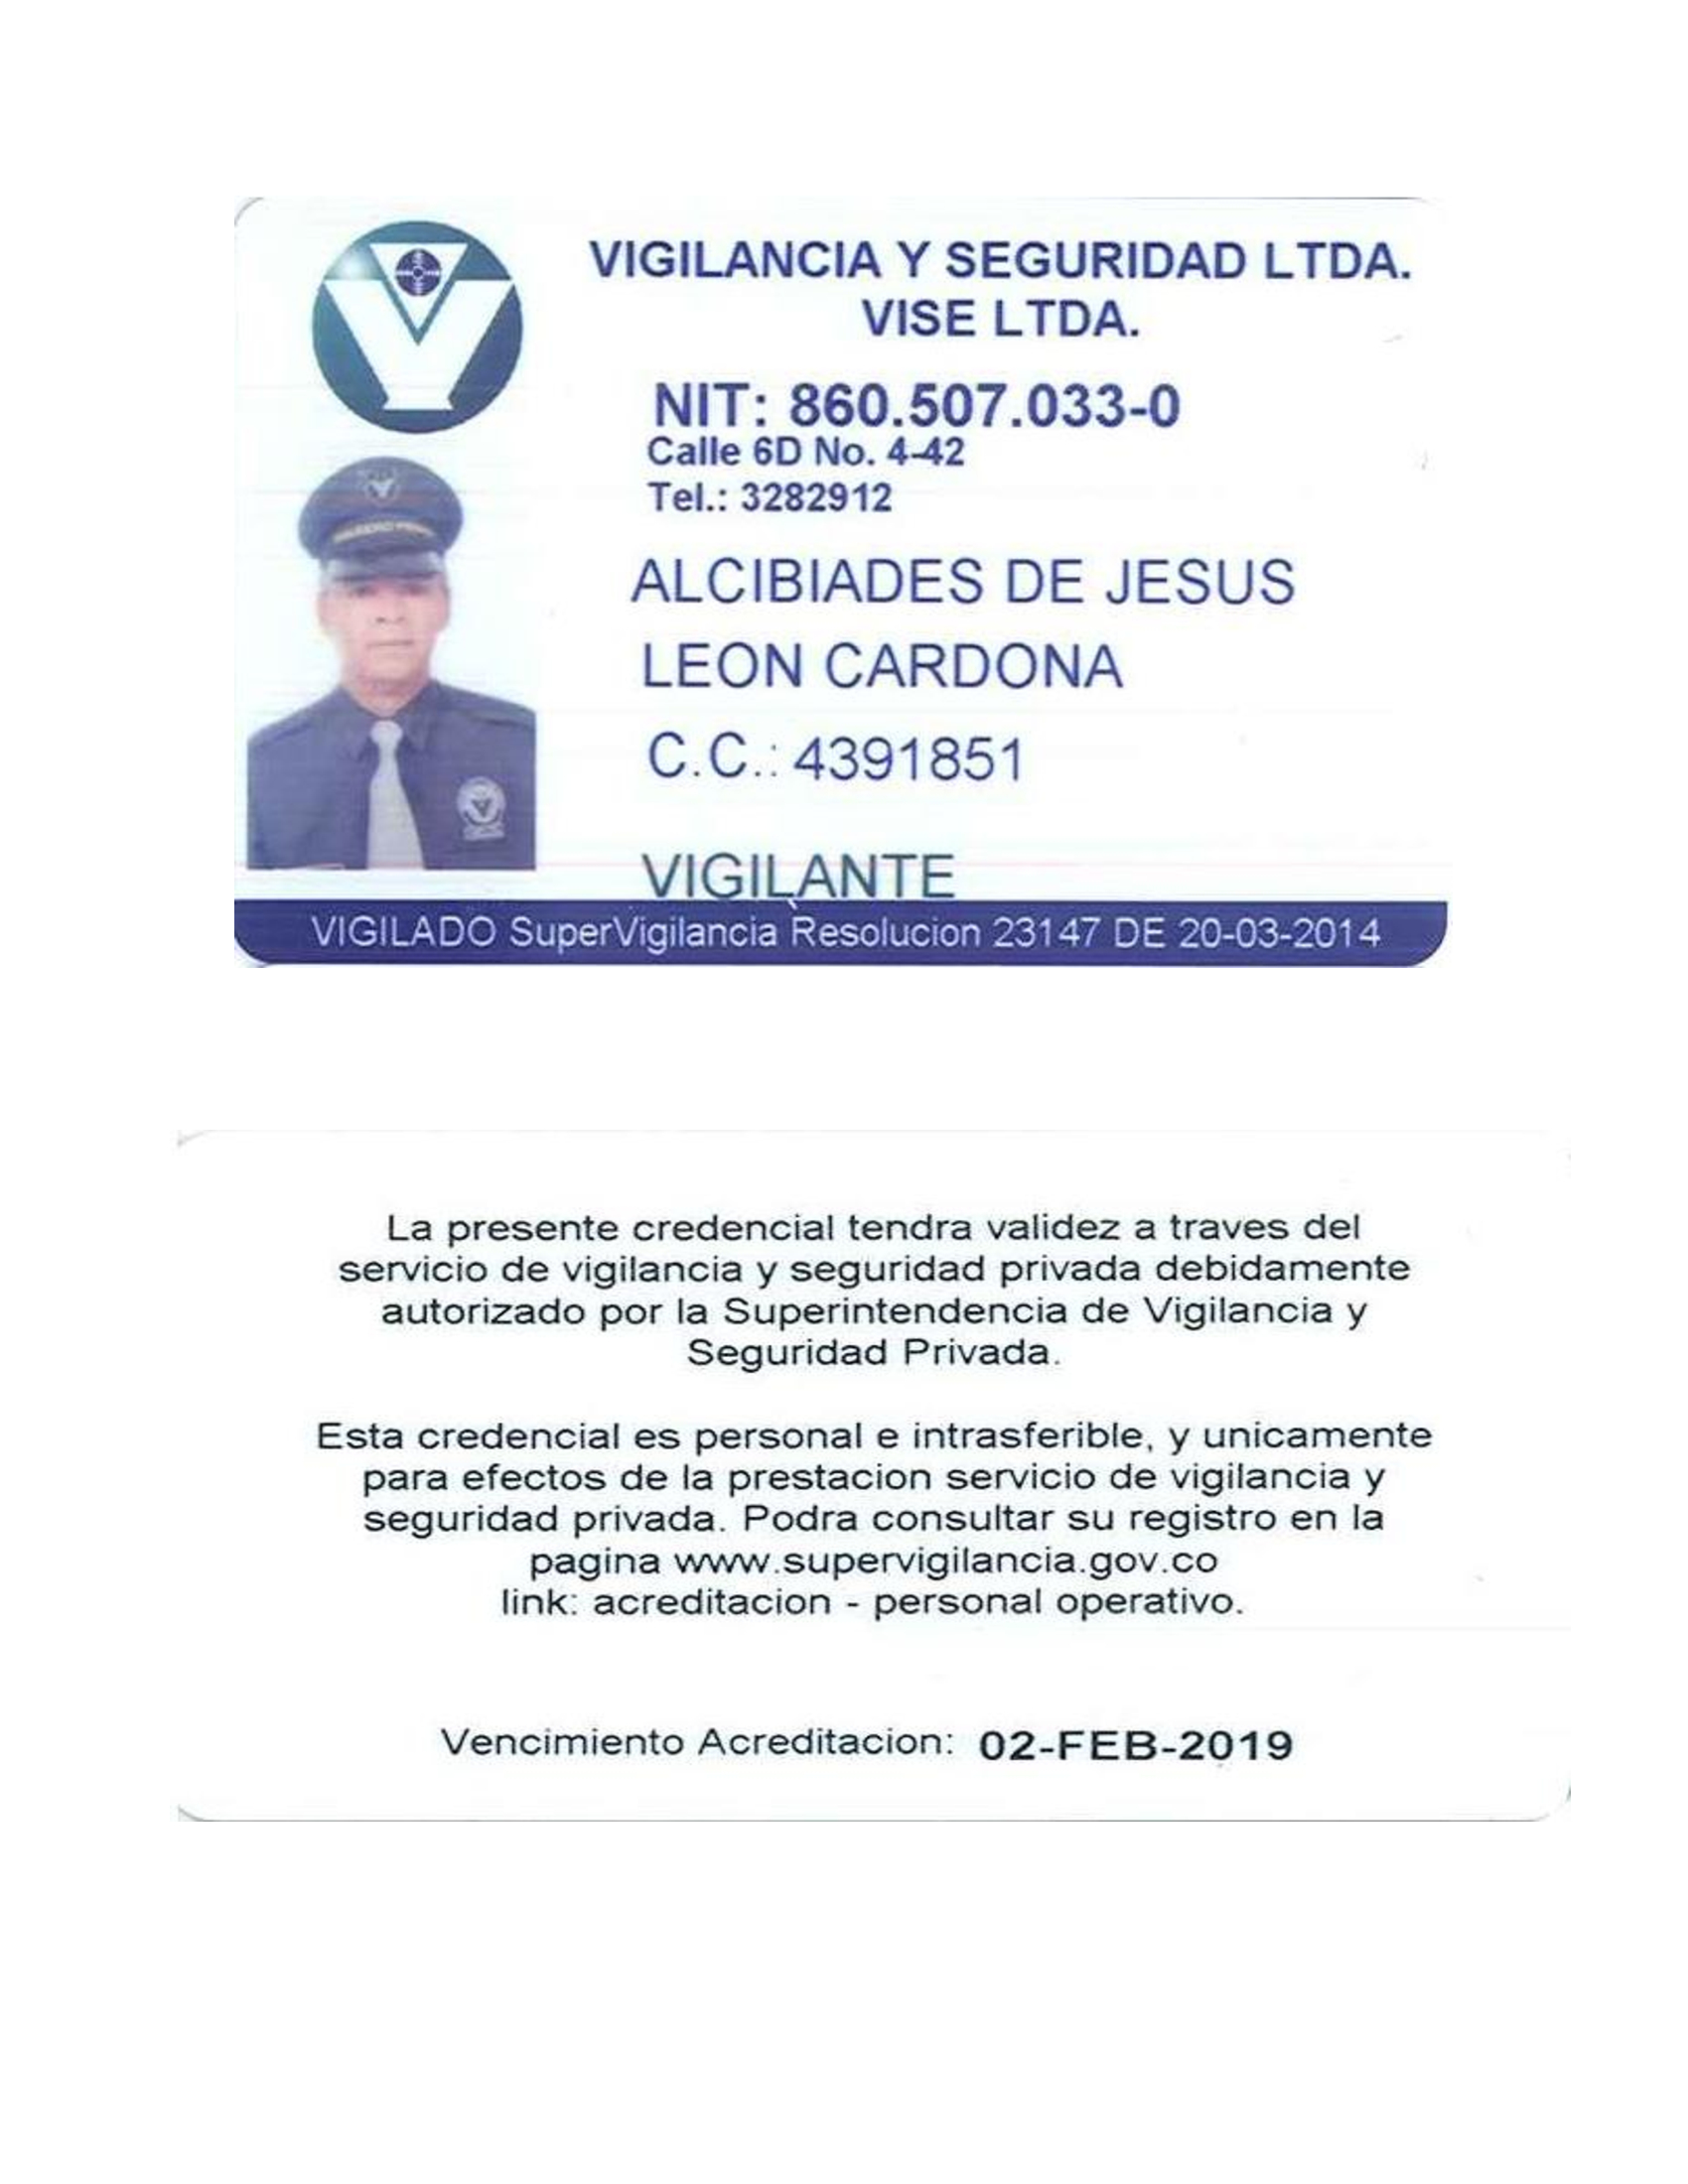 VIGILANCIA Y SEGURIDAD LTDA.
VISE LTDA.
NIT: 860.507.033-0
Calle 6D No. 4-42
Tel.: 3282912
ALCIBIADES DE JESUS
LEON CARDONA
C.C.: 4391851
VIGILANTE
VIGILADO SuperVigilancia Resolucion 23147 DE 20-03-2014
La presente credencial tendra validez a traves del
servicio de vigilancia y seguridad privada debidamente
autorizado por la Superintendencia de Vigilancia y
Seguridad Privada.
Esta credencial es personal e intrasferible, y unicamente
para efectos de la prestacion servicio de vigilancia y
seguridad privada. Podra consultar su registro en la
pagina www.supervigilancia.gov.co
link: acreditacion - personal operativo.
Vencimiento Acreditacion: 02-FEB-2019